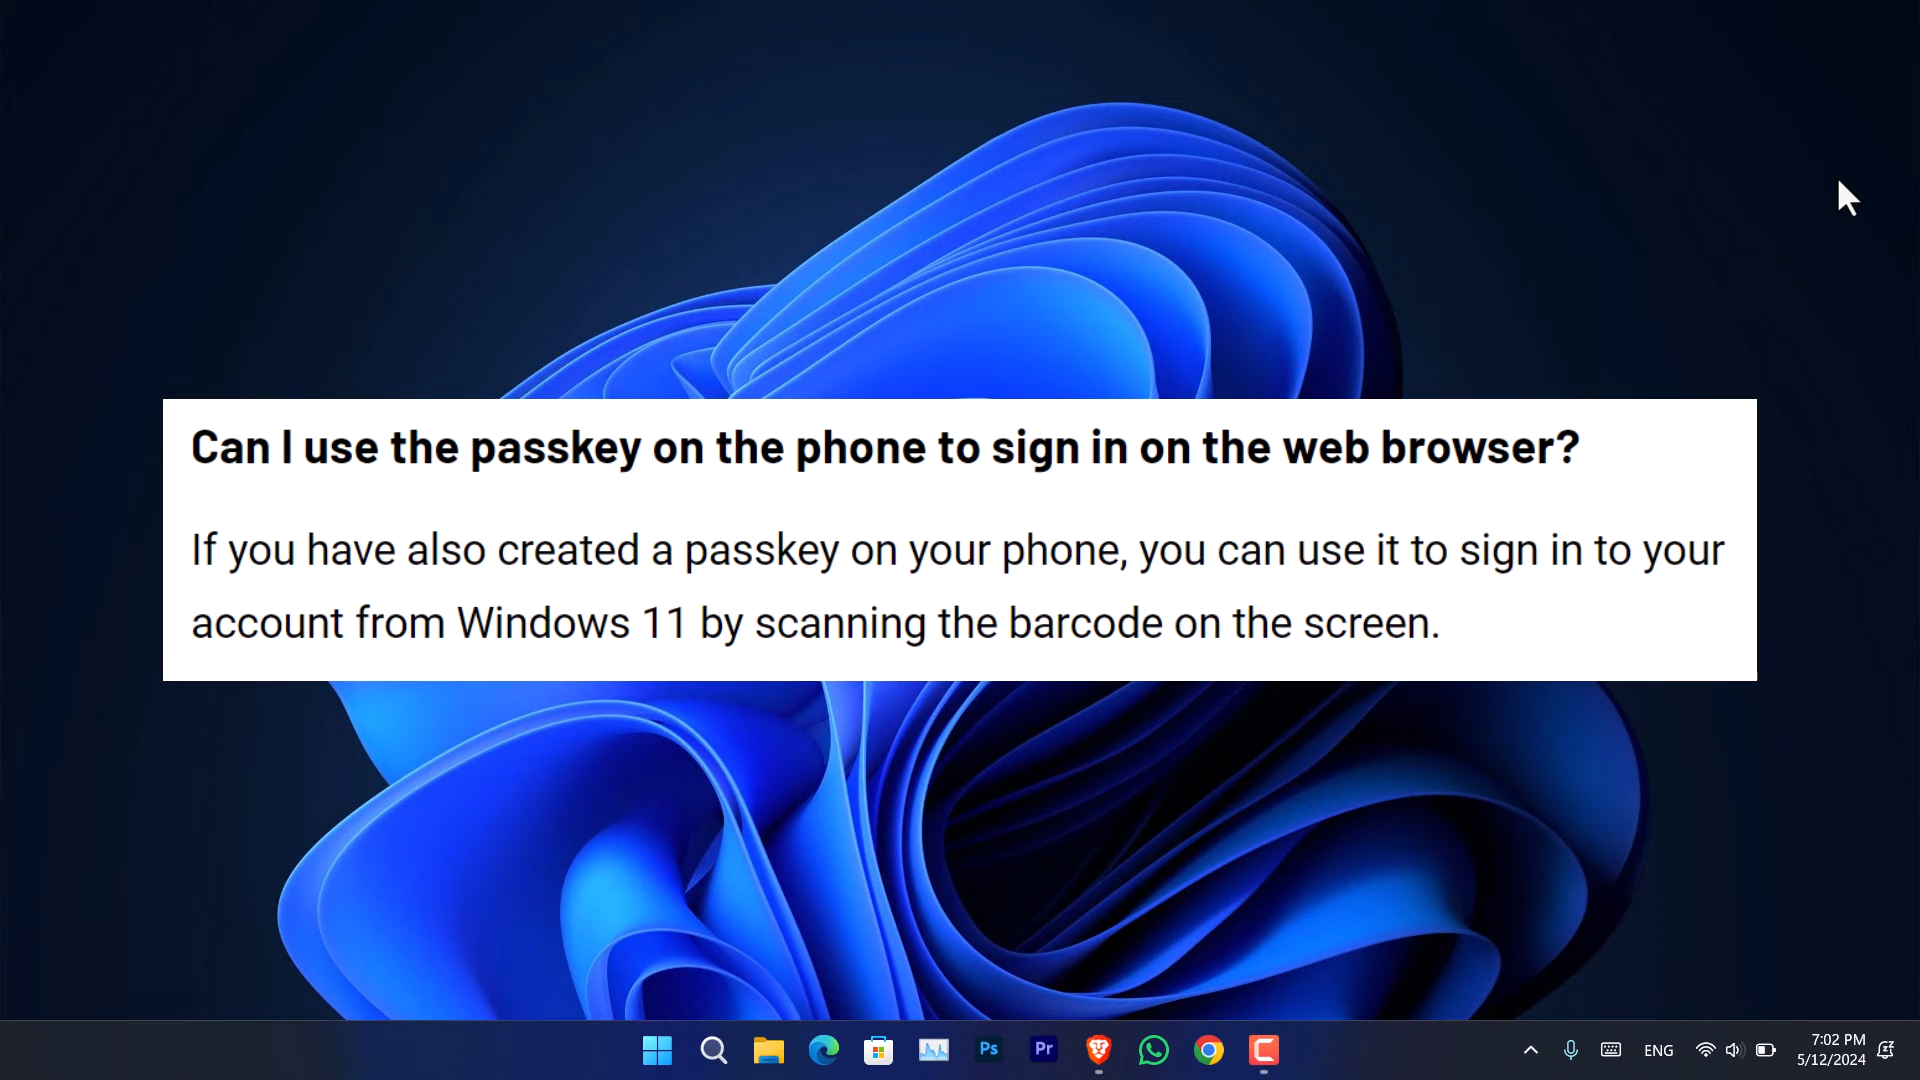 Can I use the passkey on the phone to sign in on the web browser?
If you have also created a passkey on your phone, you can use it to sign in to your
account from Windows 11 by scanning the barcode on the screen.
Ps
Pr
ENG
7:02 PM
5/12/2024